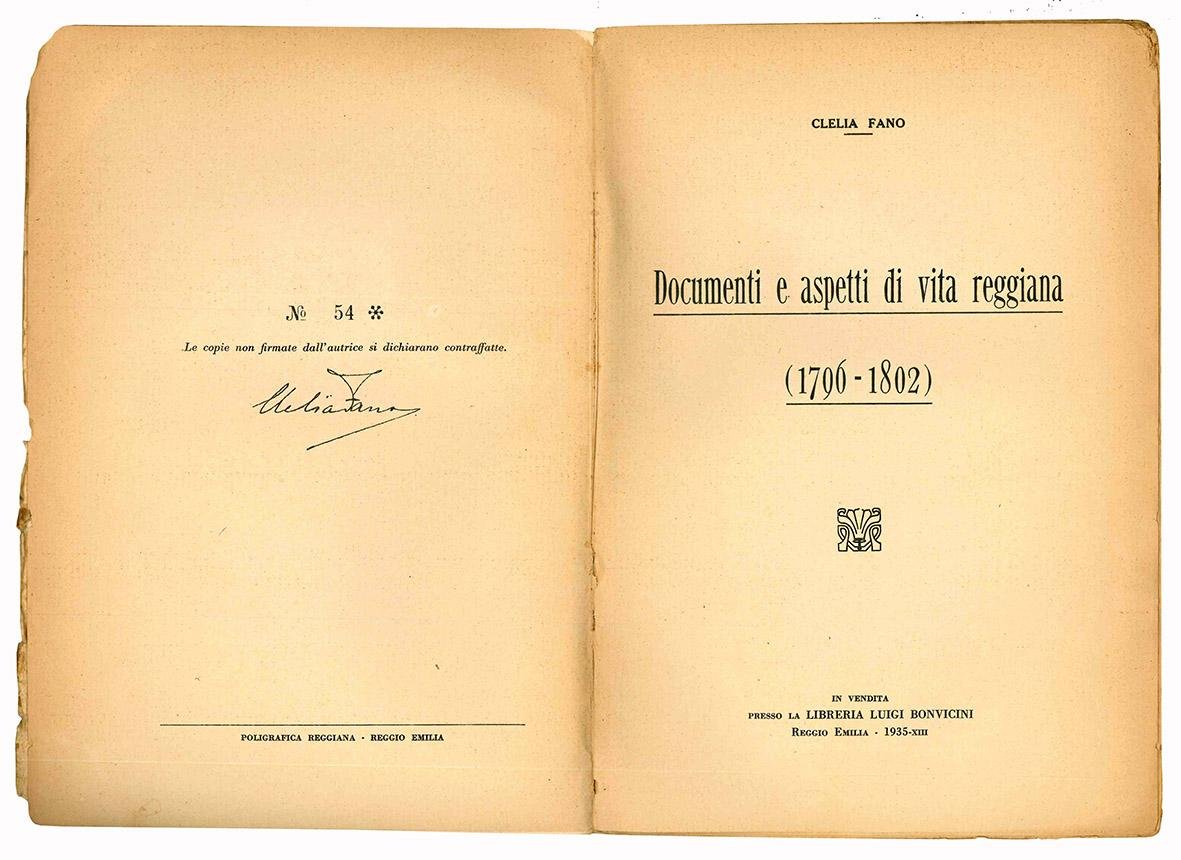 № 54 *
Le copie non firmate dall'autrice si dichiarano contraffatte.
Clelia Fano
POLIGRAFICA REGGIANA - REGGIO EMILIA
CLELIA FANO
Documenti e aspetti di vita reggiana
(1796-1802)
IN VENDITA
PRESSO LA LIBRERIA LUIGI BONVICINI
REGGIO EMILIA - 1935-XIII